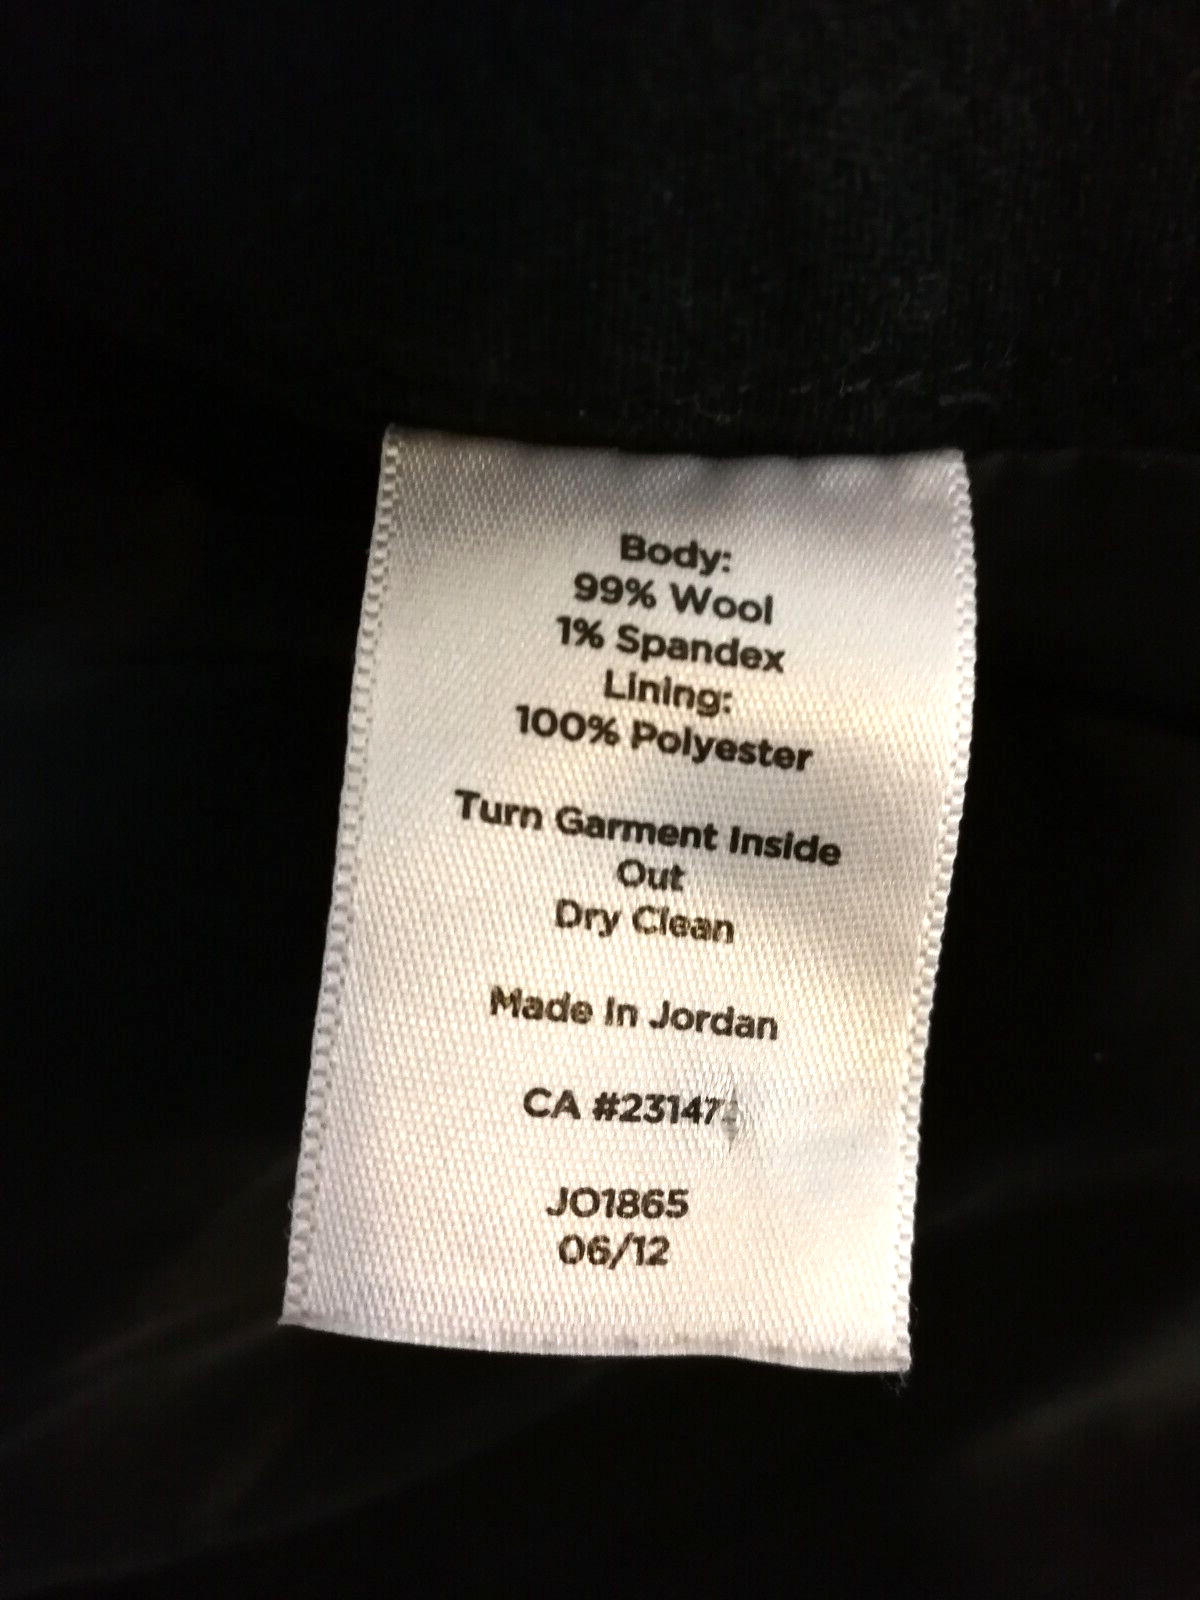 Body:
99% Wool
1% Spandex
Lining:
100% Polyester
Turn Garment Inside
Out
Dry Clean
Made In Jordan
CA
JO1865
06/12